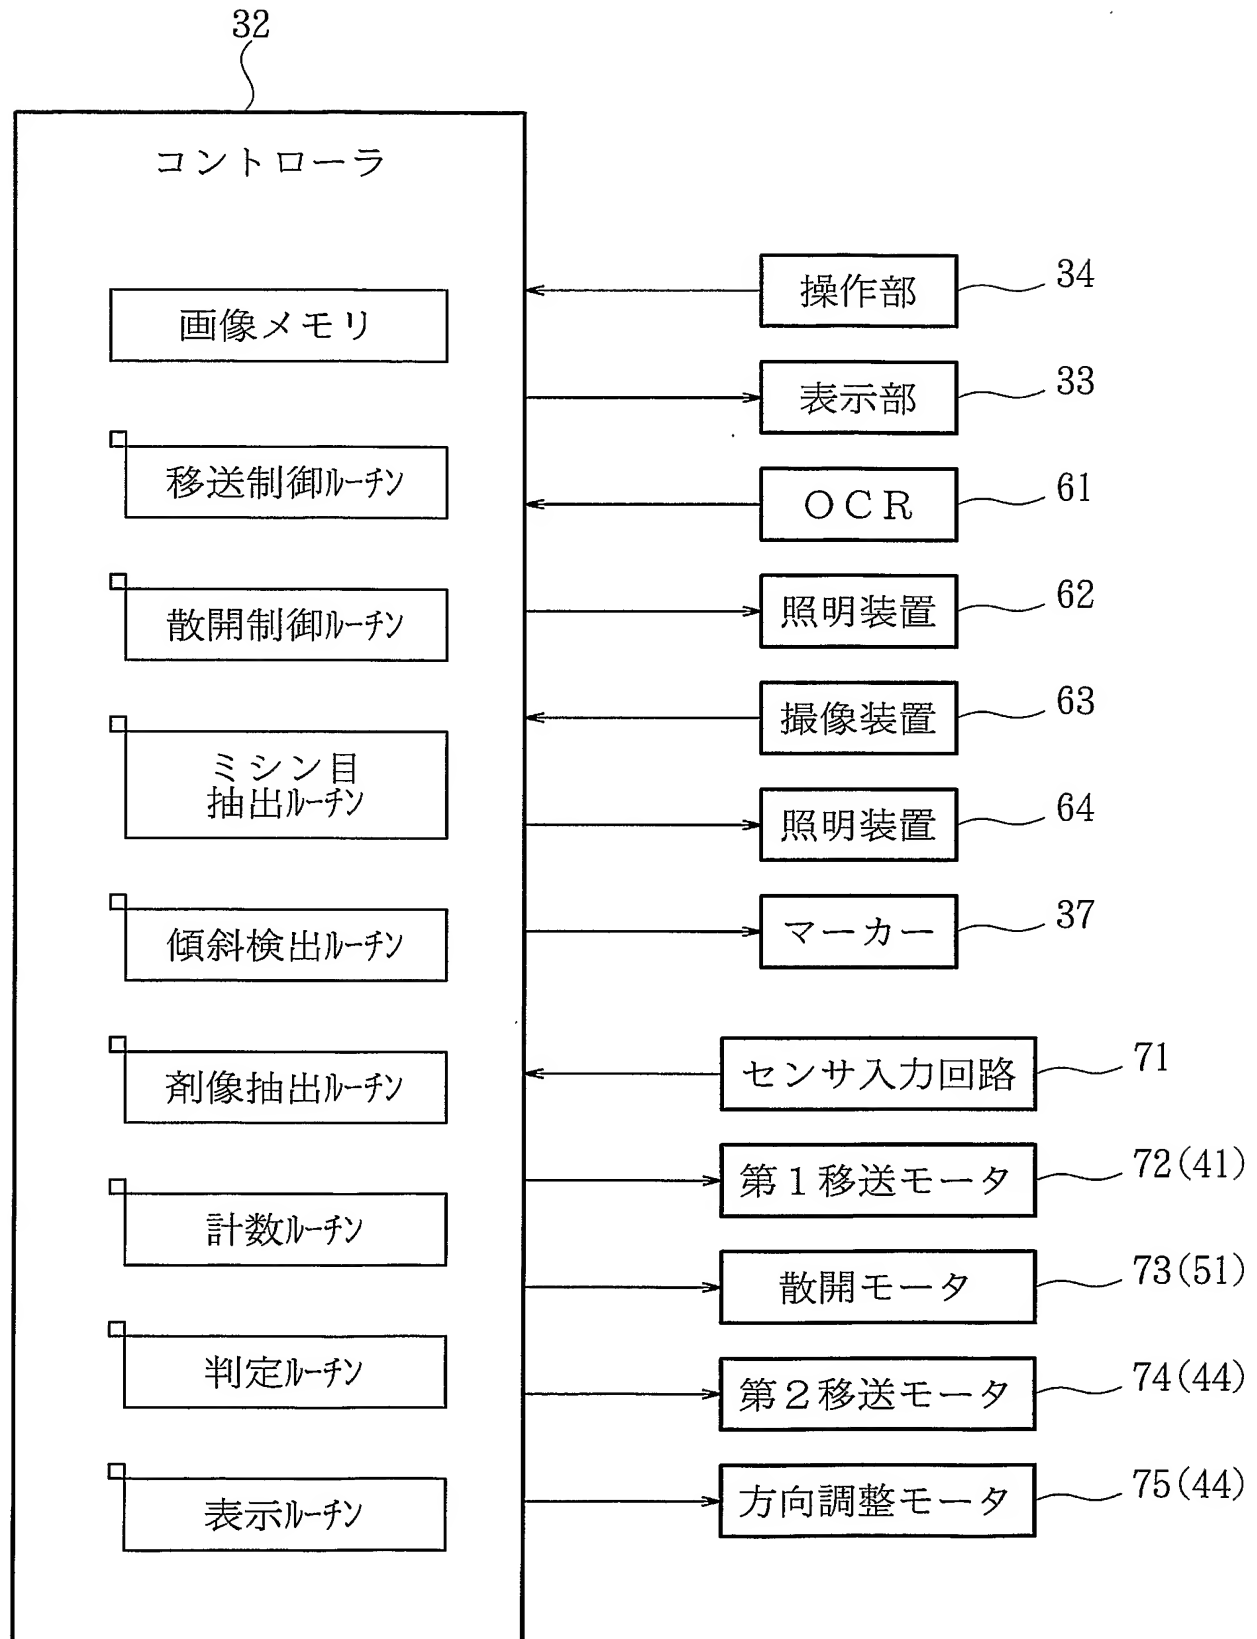 32
コントローラ
画像メモリ
移送制御ﾙｰﾁﾝ
散開制御ﾙｰﾁﾝ
ミシン目
抽出ﾙｰﾁﾝ
傾斜検出ﾙｰﾁﾝ
剤像抽出ﾙｰﾁﾝ
計数ﾙｰﾁﾝ
判定ﾙｰﾁﾝ
表示ﾙｰﾁﾝ
操作部 34
表示部 33
ＯＣＲ 61
照明装置 62
撮像装置 63
照明装置 64
マーカー 37
センサ入力回路 71
第１移送モータ 72(41)
散開モータ 73(51)
第２移送モータ 74(44)
方向調整モータ 75(44)